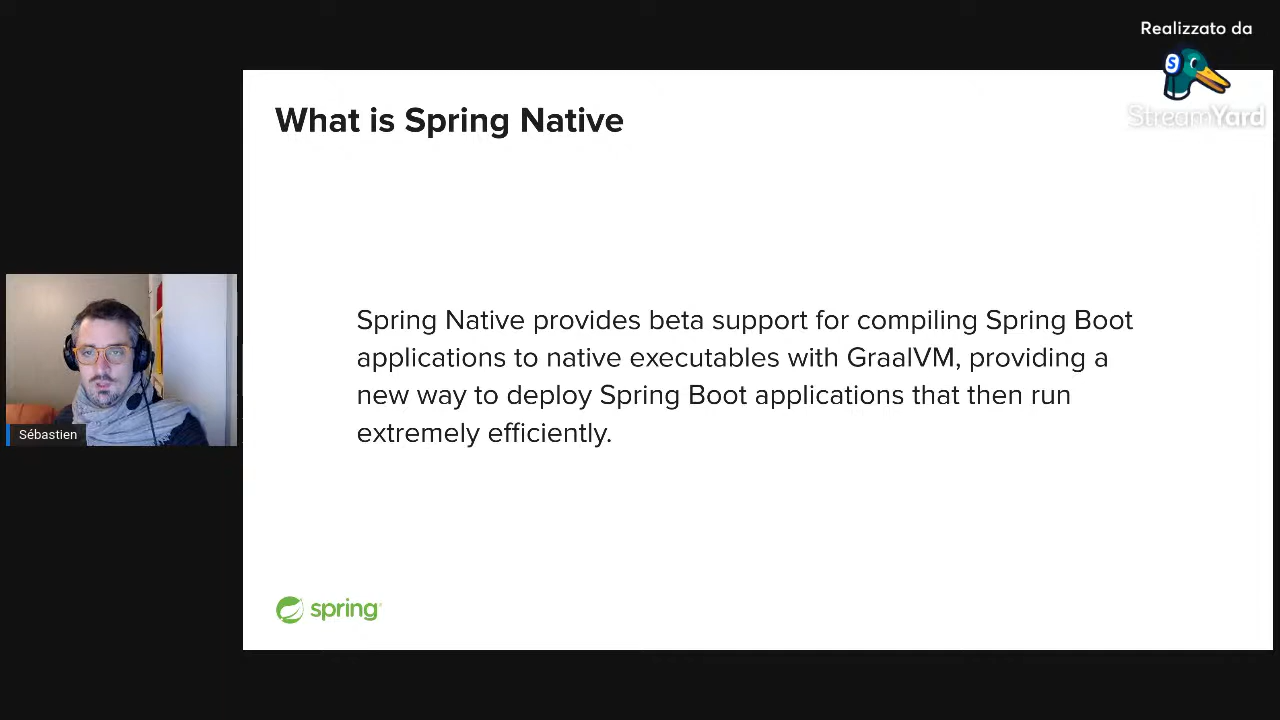 Realizzato da
StreamYard
What is Spring Native
Spring Native provides beta support for compiling Spring Boot
applications to native executables with GraalVM, providing a
new way to deploy Spring Boot applications that then run
extremely efficiently.
Sébastien
spring